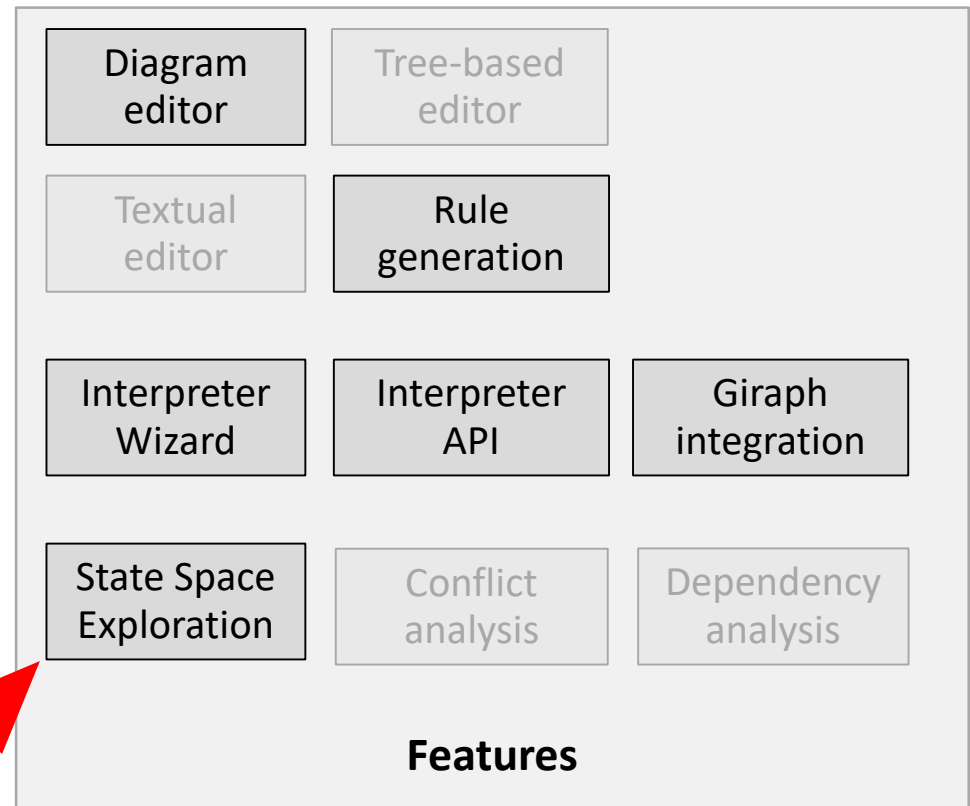 Diagram
editor
Tree-based
editor
Textual
editor
Rule
generation
Interpreter
Wizard
Interpreter
API
Giraph
integration
State Space
Exploration
Conflict
analysis
Dependency
analysis
Features